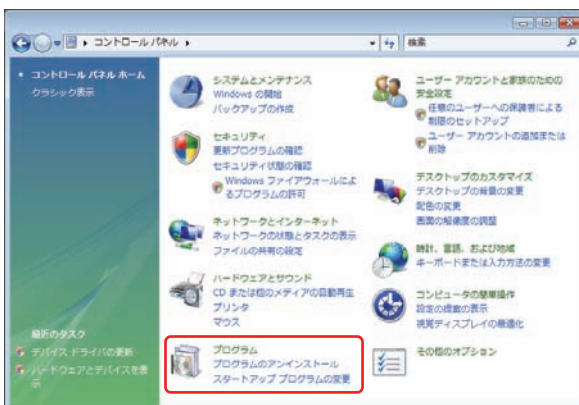 コントロール パネル
検索
コントロール パネル ホーム
クラシック表示
システムとメンテナンス
Windows の開始
バックアップの作成
セキュリティ
更新プログラムの確認
セキュリティ状態の確認
Windows ファイアウォールによ
るプログラムの許可
ネットワークとインターネット
ネットワークの状態とタスクの表示
ファイルの共有の設定
ハードウェアとサウンド
CD または他のメディアの自動再生
プリンタ
マウス
プログラム
プログラムのアンインストール
スタートアップ プログラムの変更
ユーザー アカウントと家族のための
安全設定
任意のユーザーへの保護者による
制限のセットアップ
ユーザー アカウントの追加または
削除
デスクトップのカスタマイズ
デスクトップの背景の変更
配色の変更
画面の解像度の調整
時計、言語、および地域
キーボードまたは入力方法の変更
コンピュータの簡単操作
設定の提案の表示
視覚ディスプレイの最適化
その他のオプション
最近のタスク
デバイス ドライバの更新
ハードウェアとデバイスを表
示